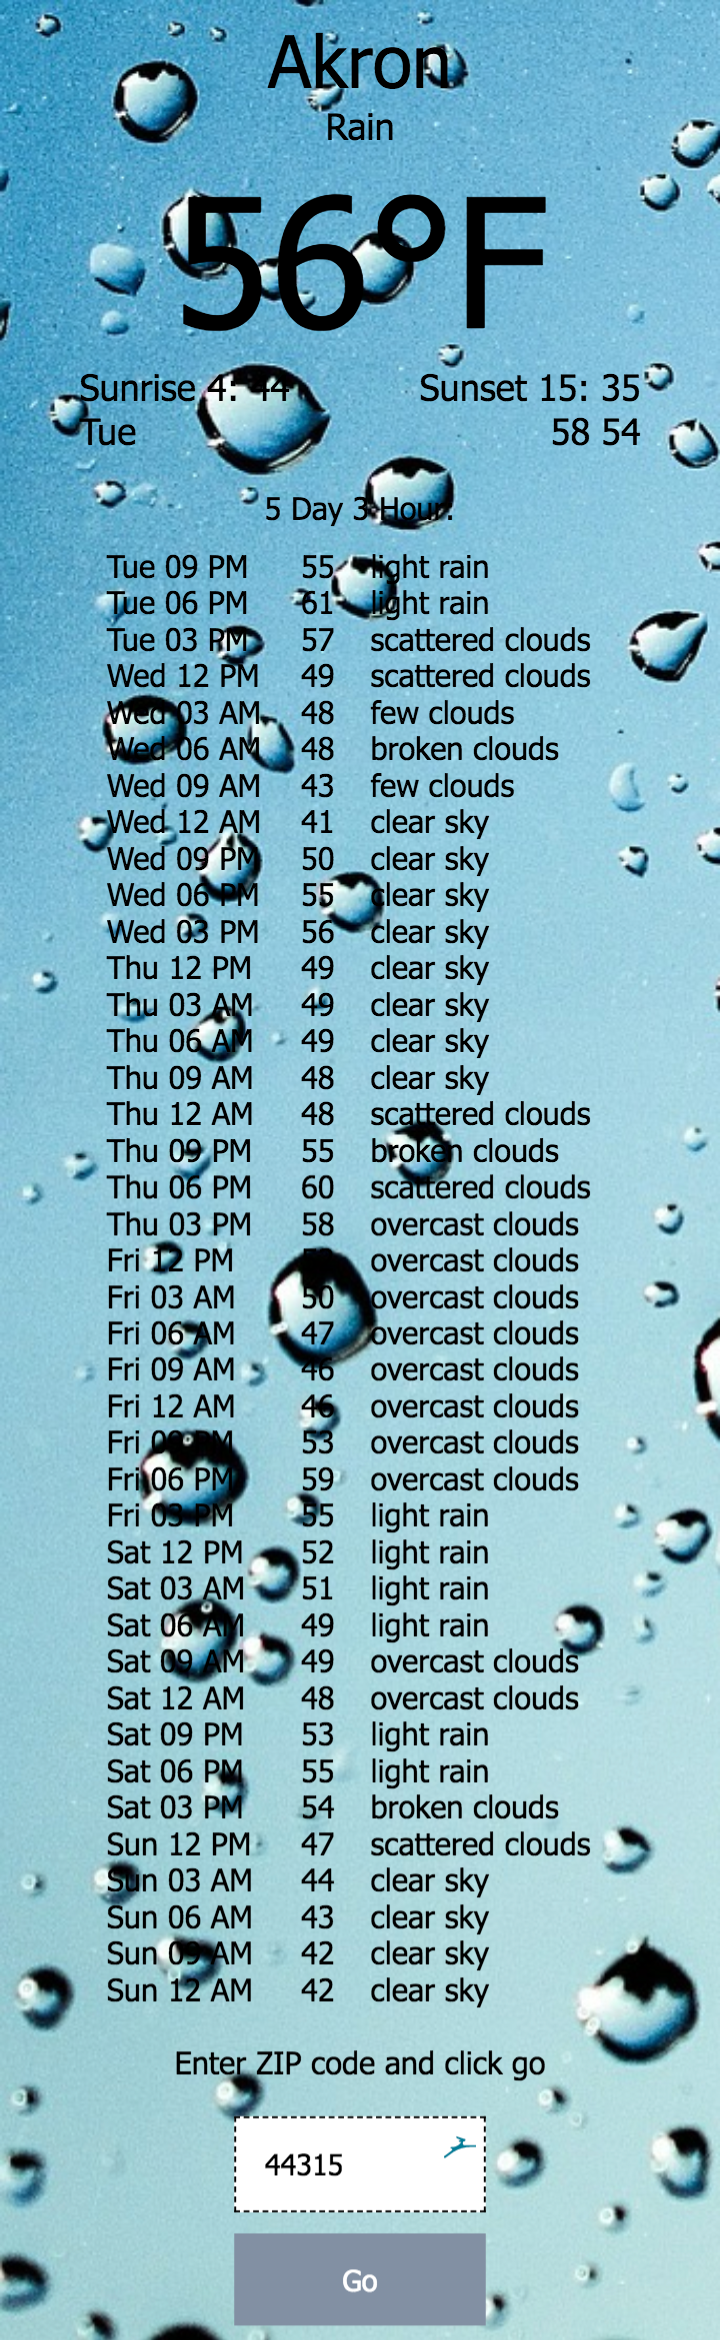 Akron
Rain
56°F
Sunrise 4: 44 Sunset 15: 35
Tue 58 54
5 Day 3 Hour.
Tue 09 PM 55 light rain
Tue 06 PM 61 light rain
Tue 03 PM 57 scattered clouds
Wed 12 PM 49 scattered clouds
Wed 03 AM 48 few clouds
Wed 06 AM 48 broken clouds
Wed 09 AM 43 few clouds
Wed 12 AM 41 clear sky
Wed 09 PM 50 clear sky
Wed 06 PM 55 clear sky
Wed 03 PM 56 clear sky
Thu 12 PM 49 clear sky
Thu 03 AM 49 clear sky
Thu 06 AM 49 clear sky
Thu 09 AM 48 clear sky
Thu 12 AM 48 scattered clouds
Thu 09 PM 55 broken clouds
Thu 06 PM 60 scattered clouds
Thu 03 PM 58 overcast clouds
Fri 12 PM overcast clouds
Fri 03 AM 50 overcast clouds
Fri 06 AM 47 overcast clouds
Fri 09 AM 46 overcast clouds
Fri 12 AM 46 overcast clouds
Fri 09 PM 53 overcast clouds
Fri 06 PM 59 overcast clouds
Fri 03 PM 55 light rain
Sat 12 PM 52 light rain
Sat 03 AM 51 light rain
Sat 06 AM 49 light rain
Sat 09 AM 49 overcast clouds
Sat 12 AM 48 overcast clouds
Sat 09 PM 53 light rain
Sat 06 PM 55 light rain
Sat 03 PM 54 broken clouds
Sun 12 PM 47 scattered clouds
Sun 03 AM 44 clear sky
Sun 06 AM 43 clear sky
Sun 09 AM 42 clear sky
Sun 12 AM 42 clear sky
Enter ZIP code and click go
44315
Go